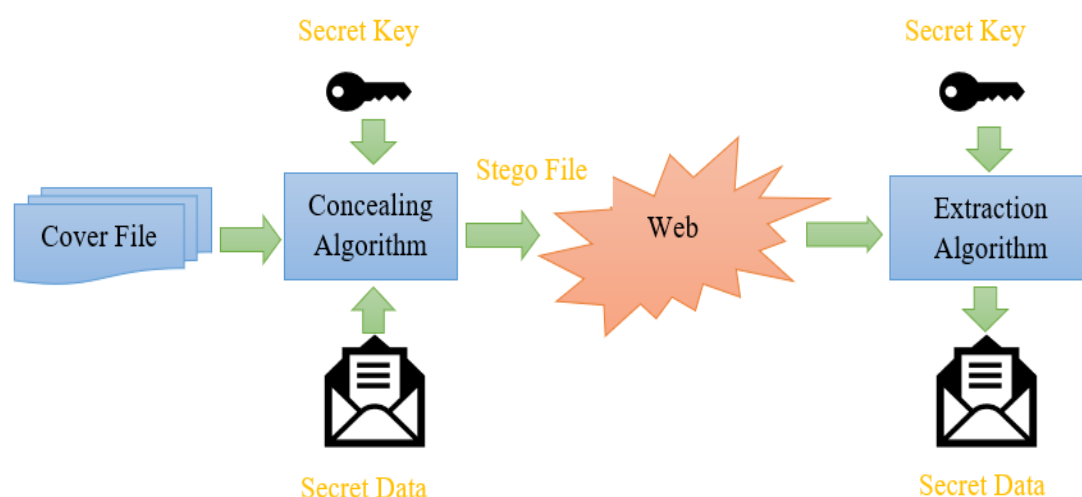 Secret Key
Secret Key
Stego File
Cover File
Concealing
Algorithm
Web
Extraction
Algorithm
Secret Data
Secret Data